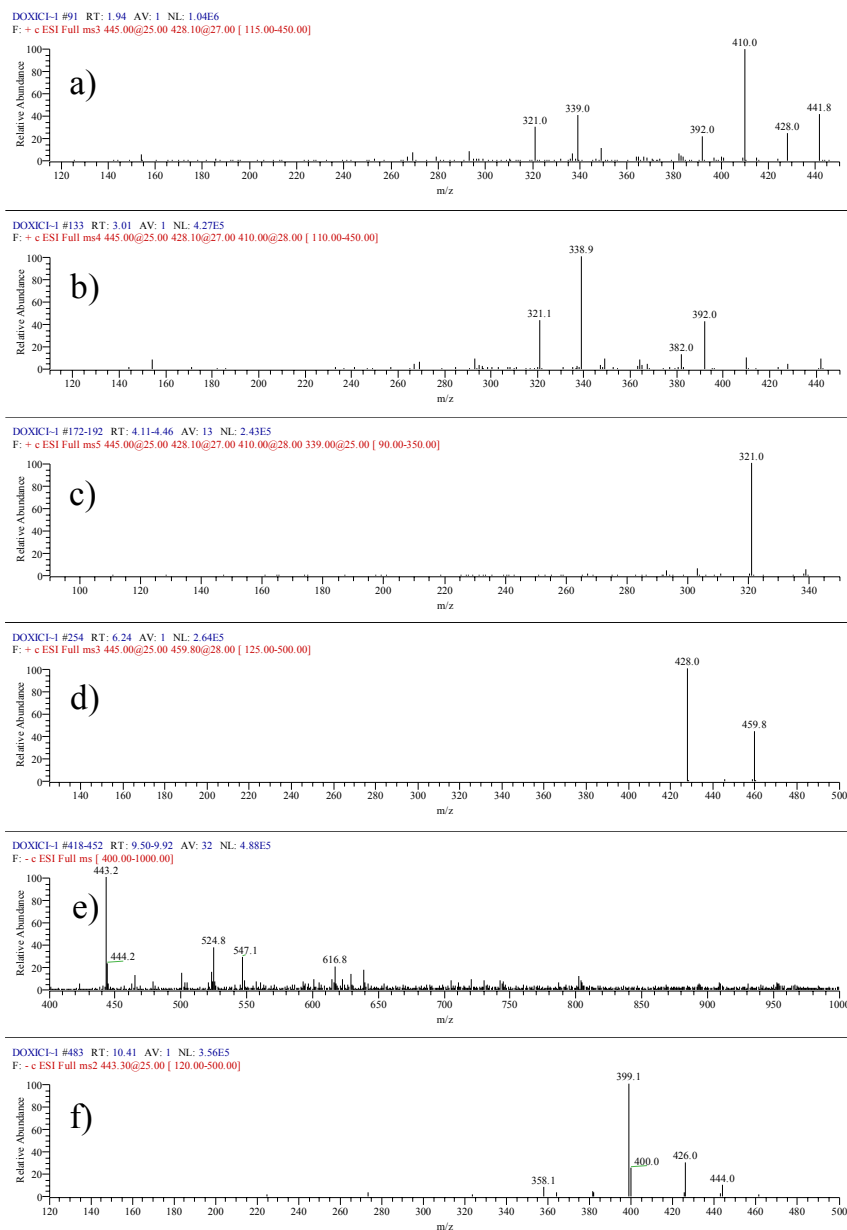 DOXICI~1 #91 RT: 1.94 AV: 1 NL: 1.04E6
F: + c ESI Full ms3 445.00@25.00 428.10@27.00 [ 115.00-450.00]
a)
Relative Abundance
100
80
60
40
20
0
410.0
441.8
339.0
321.0
428.0
392.0
120 140 160 180 200 220 240 260 280 300 320 340 360 380 400 420 440
m/z
DOXICI~1 #133 RT: 3.01 AV: 1 NL: 4.27E5
F: + c ESI Full ms4 445.00@25.00 428.10@27.00 410.00@28.00 [ 110.00-450.00]
b)
Relative Abundance
100
80
60
40
20
0
338.9
321.1
392.0
382.0
120 140 160 180 200 220 240 260 280 300 320 340 360 380 400 420 440
m/z
DOXICI~1 #172-192 RT: 4.11-4.46 AV: 13 NL: 2.43E5
F: + c ESI Full ms5 445.00@25.00 428.10@27.00 410.00@28.00 339.00@25.00 [ 90.00-350.00]
c)
Relative Abundance
100
80
60
40
20
0
321.0
100 120 140 160 180 200 220 240 260 280 300 320 340
m/z
DOXICI~1 #254 RT: 6.24 AV: 1 NL: 2.64E5
F: + c ESI Full ms3 445.00@25.00 459.80@28.00 [ 125.00-500.00]
d)
Relative Abundance
100
80
60
40
20
0
428.0
459.8
140 160 180 200 220 240 260 280 300 320 340 360 380 400 420 440 460 480 500
m/z
DOXICI~1 #418-452 RT: 9.50-9.92 AV: 32 NL: 4.88E5
F: - c ESI Full ms [ 400.00-1000.00]
e)
Relative Abundance
100
80
60
40
20
0
443.2
444.2
524.8
547.1
616.8
400 450 500 550 600 650 700 750 800 850 900 950 1000
m/z
DOXICI~1 #483 RT: 10.41 AV: 1 NL: 3.56E5
F: - c ESI Full ms2 443.30@25.00 [ 120.00-500.00]
f)
Relative Abundance
100
80
60
40
20
0
399.1
400.0
426.0
358.1
444.0
120 140 160 180 200 220 240 260 280 300 320 340 360 380 400 420 440 460 480 500
m/z